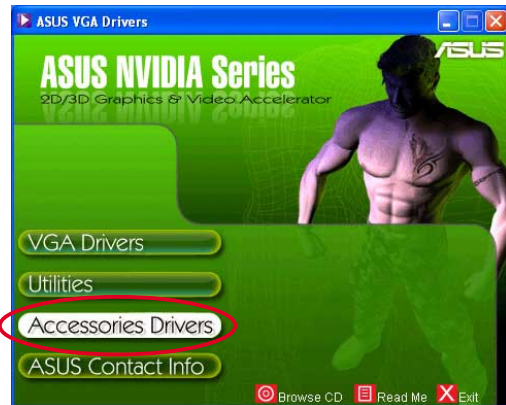 ASUS VGA Drivers
ASUS
ASUS NVIDIA Series
2D/3D Graphics & Video Accelerator
VGA Drivers
Utilities
Accessories Drivers
ASUS Contact Info
Browse CD Read Me Exit